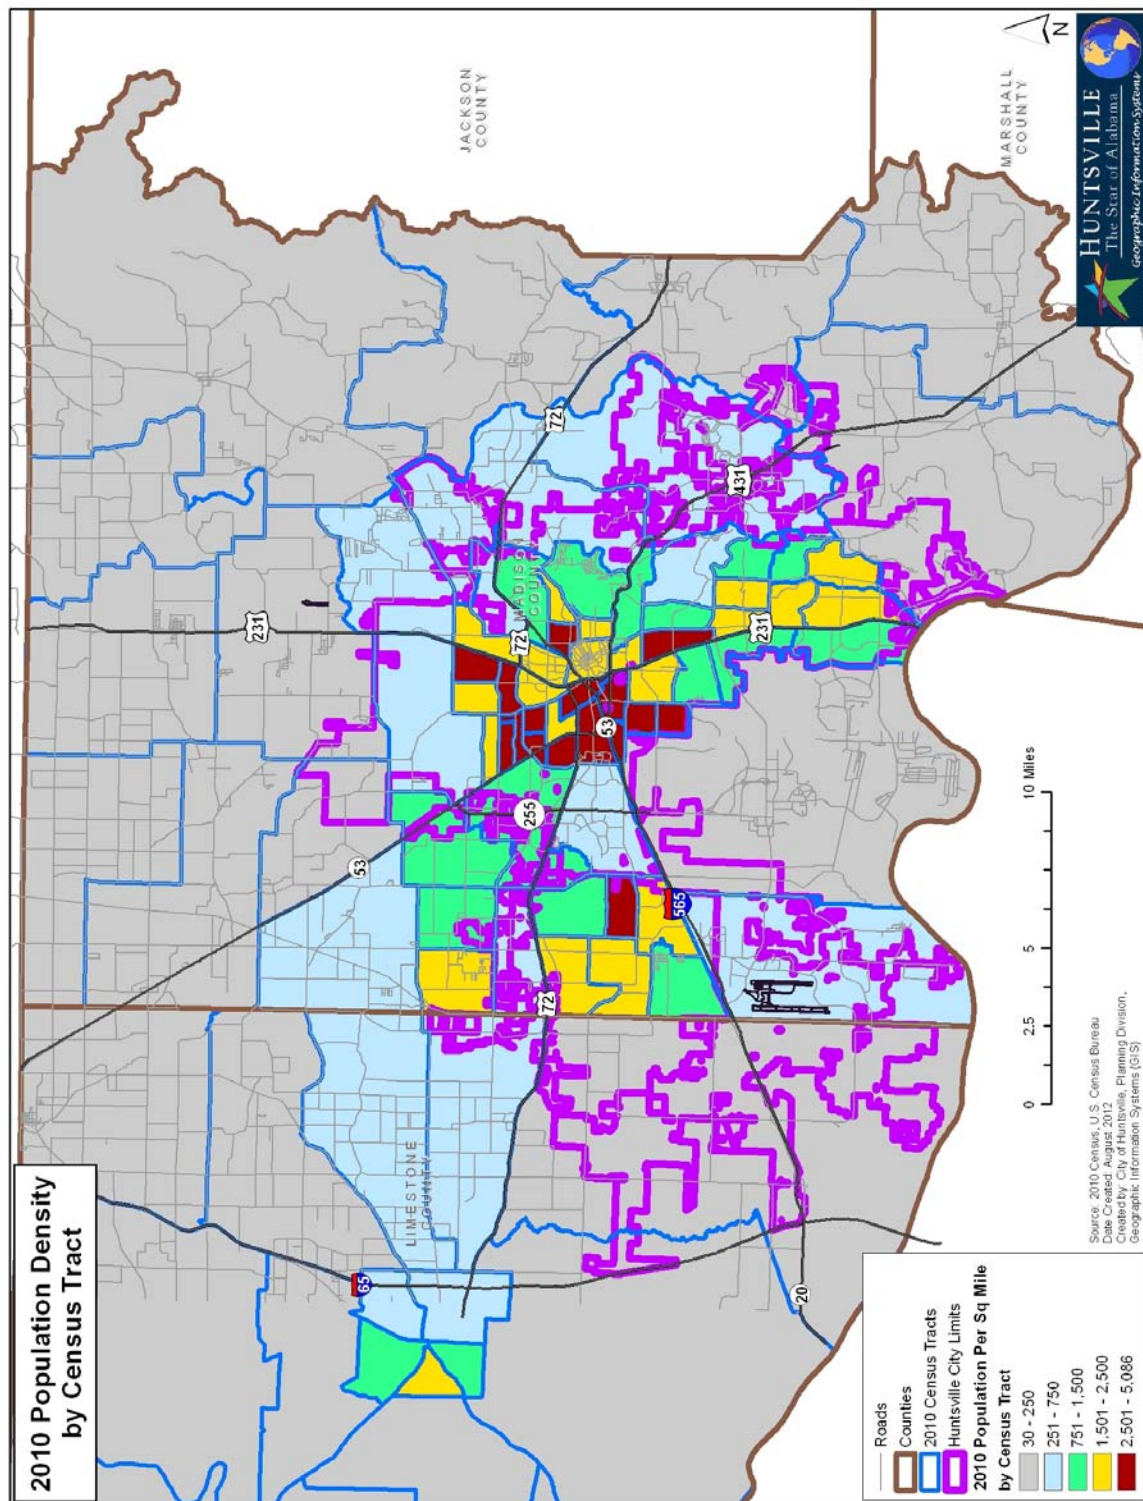 2010 Population Density
by Census Tract
JACKSON
COUNTY
MARSHALL
COUNTY
MADISON
COUNTY
LIMESTONE
COUNTY
231
53
72
72
255
53
72
565
431
231
65
20
N
Roads
Counties
2010 Census Tracts
Huntsville City Limits
2010 Population Per Sq Mile
by Census Tract
30 - 250
251 - 750
751 - 1,500
1,501 - 2,500
2,501 - 5,086
0
2.5
5
10 Miles
Source: 2010 Census, U.S. Census Bureau
Date Created: August 2012
Created by: City of Huntsville, Planning Division,
Geographic Information Systems (GIS)
HUNTSVILLE
The Star of Alabama
Geographic Information Systems